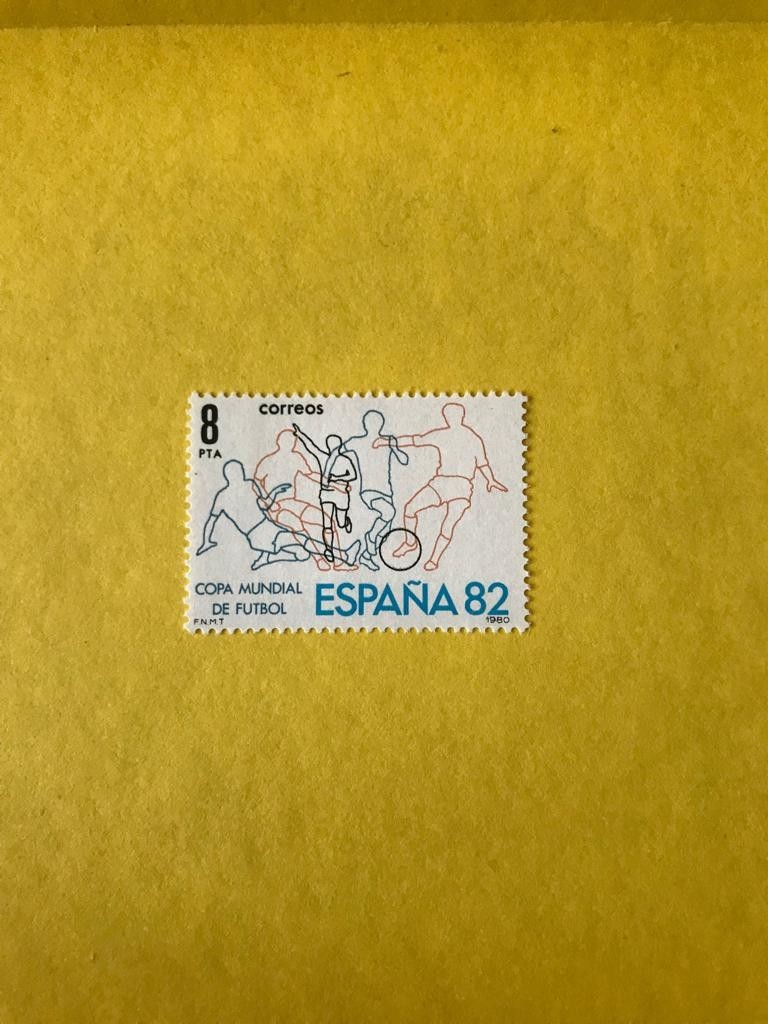 8
PTA
correos
COPA MUNDIAL
DE FUTBOL
ESPAÑA 82
F.N.M.T
1980